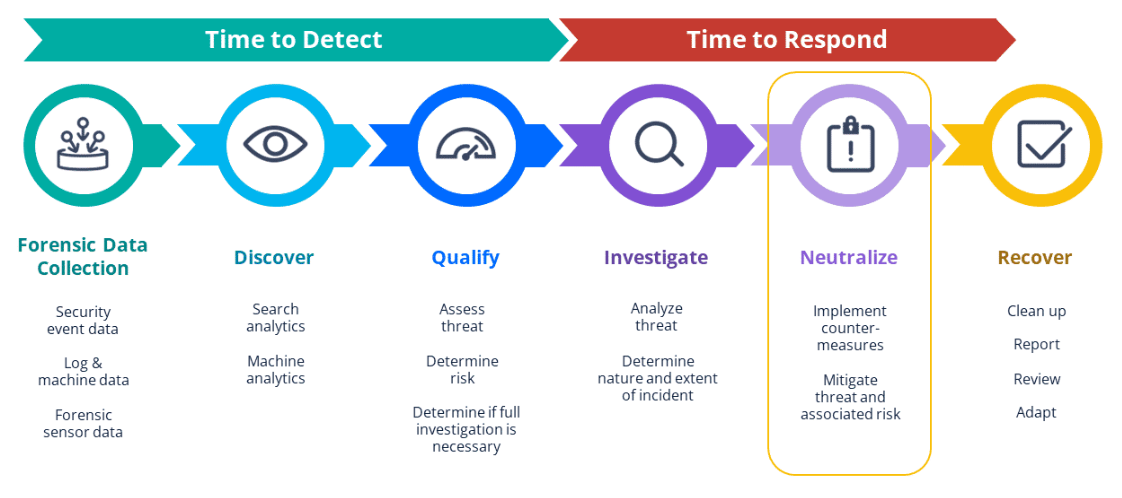 Time to Detect
Time to Respond
Forensic Data
Collection
Security
event data
Log &
machine data
Forensic
sensor data
Discover
Search
analytics
Machine
analytics
Qualify
Assess
threat
Determine
risk
Determine if full
investigation is
necessary
Investigate
Analyze
threat
Determine
nature and extent
of incident
Neutralize
Implement
counter-
measures
Mitigate
threat and
associated risk
Recover
Clean up
Report
Review
Adapt